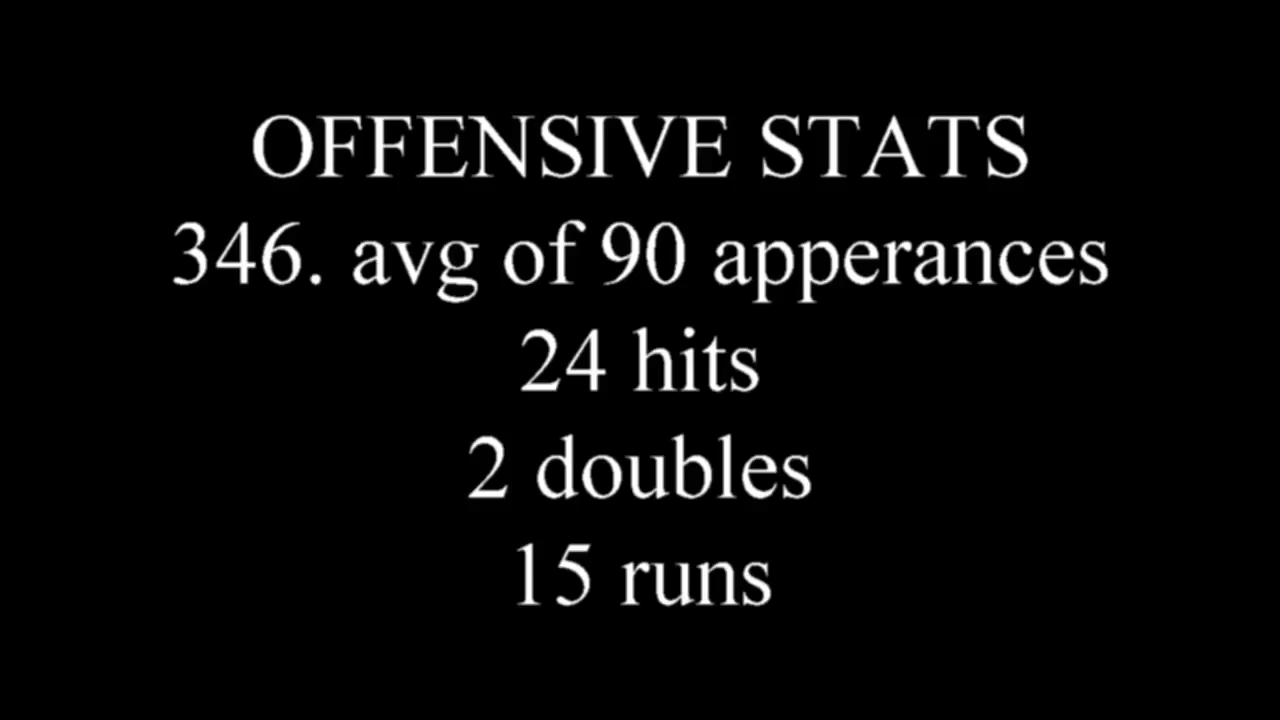 OFFENSIVE STATS
346. avg of 90 apperances
24 hits
2 doubles
15 runs